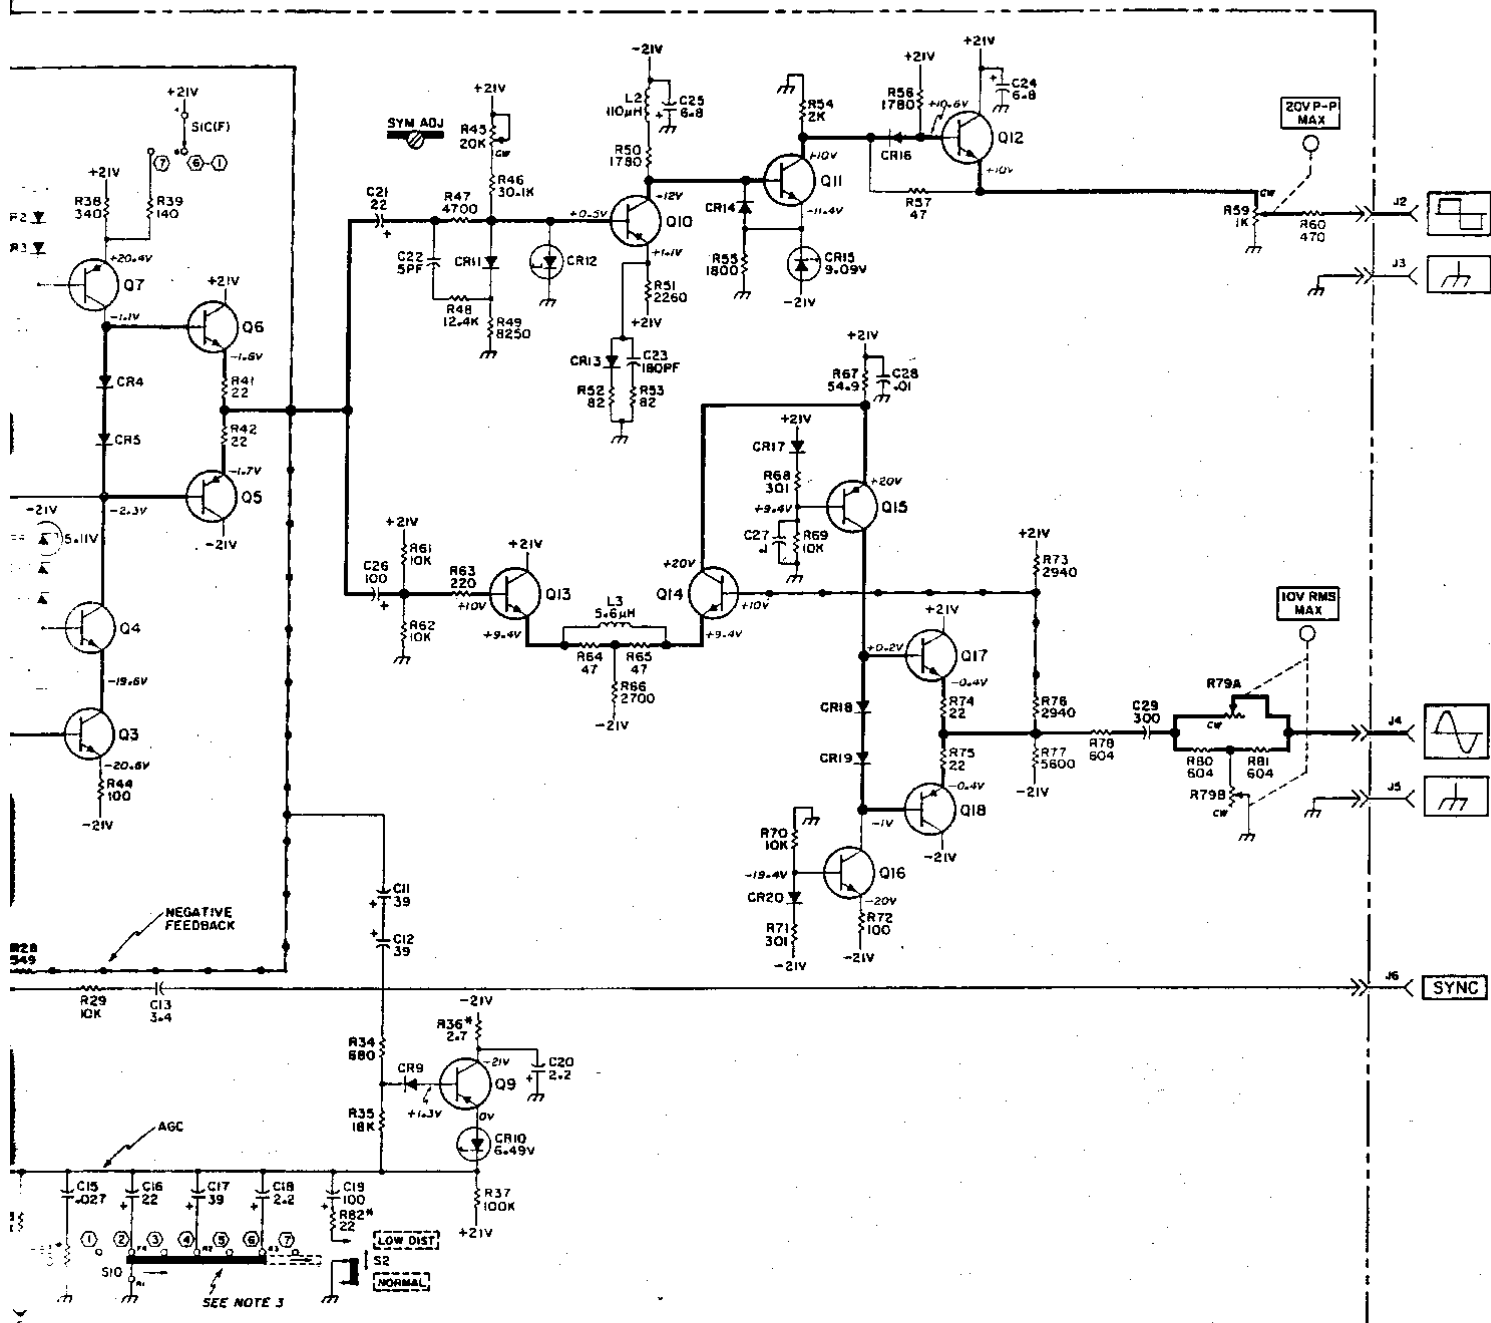 -21V
+21V
+21V
S1C(F)
L2
110µH
C25
6.8
R54
2K
R56
1780
+10.6V
C24
6.8
Q12
20V P-P
MAX
SYM ADJ
+21V
R45
20K
CW
R50
1780
+10V
CR16
+10V
⑦
⑥-①
+21V
R38
340
R39
140
C21
22
R47
4700
R46
30.1K
-12V
Q11
CR14
-11.4V
R57
47
CW
R59
1K
R60
470
J2
+0.5V
Q10
+1.1V
+20.4V
C22
5PF
CR11
CR12
R55
1800
CR15
9.09V
-21V
J3
Q7
+21V
R51
2260
+21V
-1.1V
Q6
R48
12.4K
R49
8250
-1.6V
+21V
CR4
R41
22
CR13
C23
180PF
R67
54.9
C28
.01
R52
82
R53
82
R42
22
CR5
+21V
CR17
-1.7V
R68
301
+20V
Q5
-2.3V
-21V
5.11V
-21V
+9.4V
Q15
+21V
R61
10K
+21V
C27
.1
R69
10K
+21V
R73
2940
C26
100
R63
220
+10V
Q13
L3
5.6µH
+20V
Q14
+10V
10V RMS
MAX
R62
10K
+21V
Q4
+9.4V
R64
47
R65
47
+9.4V
+0.2V
Q17
-0.4V
-19.6V
R66
2700
-21V
R79A
CW
CR18
R74
22
R76
2940
C29
300
J4
Q3
-20.6V
R44
100
-21V
CR19
R75
22
R77
5600
-21V
R78
604
R80
604
R81
604
-0.4V
R79B
CW
J5
-1V
Q18
-21V
R70
10K
-19.4V
Q16
CR20
-20V
C11
39
NEGATIVE
FEEDBACK
R71
301
-21V
R72
100
-21V
C12
39
R28
549
J6
SYNC
R29
10K
C13
3.4
-21V
R36*
2.7
R34
680
-21V
C20
2.2
CR9
Q9
+1.3V
0V
R35
18K
CR10
6.49V
AGC
C15
.027
C16
22
C17
39
C18
2.2
C19
100
R82*
22
R37
100K
+21V
① ② ③ ④ ⑤ ⑥ ⑦
LOW DIST
S2
NORMAL
S1D
SEE NOTE 3